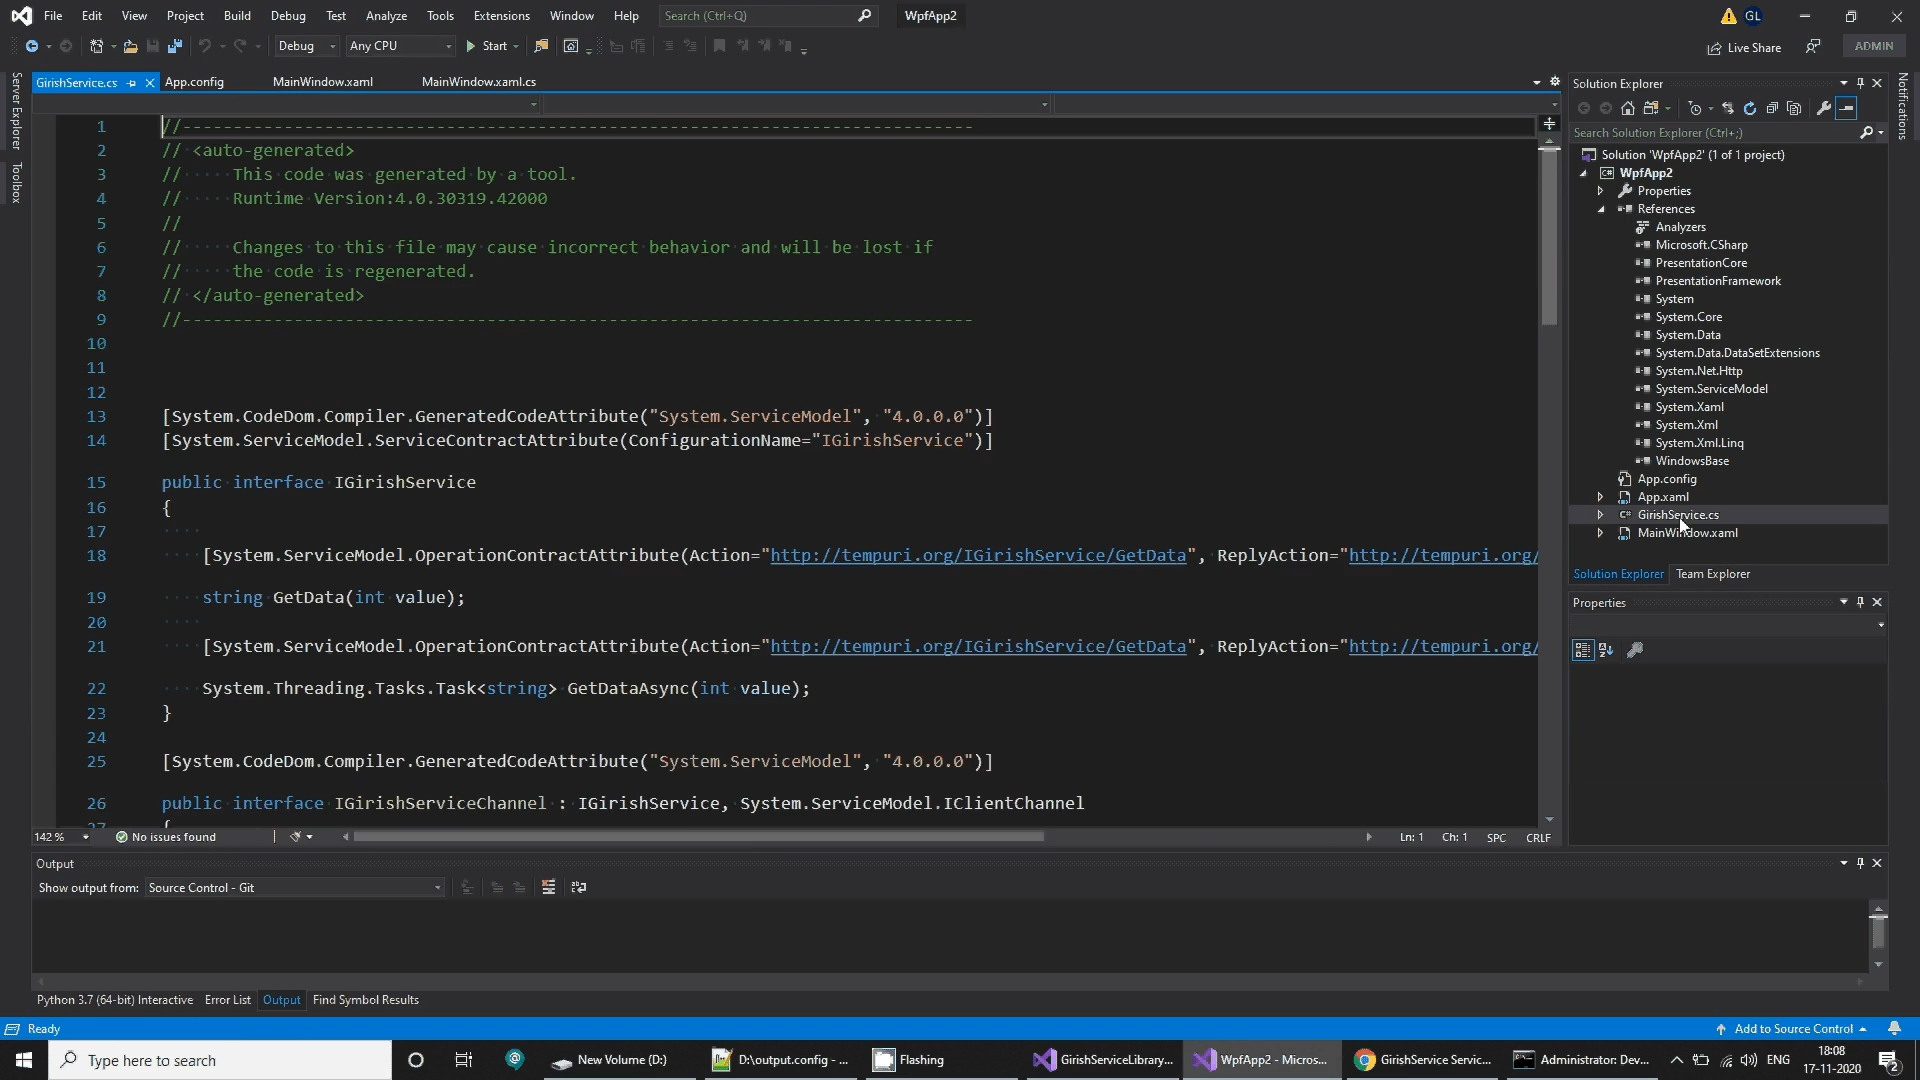 File Edit View Project Build Debug Test Analyze Tools Extensions Window Help Search (Ctrl+Q) WpfApp2 GL
Debug Any CPU Start Live Share ADMIN
GirishService.cs App.config MainWindow.xaml MainWindow.xaml.cs
Server Explorer
Toolbox
1 //-------------------------------------------------------------------------------
2 // <auto-generated>
3 // This code was generated by a tool.
4 // Runtime Version:4.0.30319.42000
5 //
6 // Changes to this file may cause incorrect behavior and will be lost if
7 // the code is regenerated.
8 // </auto-generated>
9 //-------------------------------------------------------------------------------
10
11
12
13 [System.CodeDom.Compiler.GeneratedCodeAttribute("System.ServiceModel", "4.0.0.0")]
14 [System.ServiceModel.ServiceContractAttribute(ConfigurationName="IGirishService")]
15 public interface IGirishService
16 {
17
18 [System.ServiceModel.OperationContractAttribute(Action="http://tempuri.org/IGirishService/GetData", ReplyAction="http://tempuri.org/
19 string GetData(int value);
20
21 [System.ServiceModel.OperationContractAttribute(Action="http://tempuri.org/IGirishService/GetData", ReplyAction="http://tempuri.org/
22 System.Threading.Tasks.Task<string> GetDataAsync(int value);
23 }
24
25 [System.CodeDom.Compiler.GeneratedCodeAttribute("System.ServiceModel", "4.0.0.0")]
26 public interface IGirishServiceChannel : IGirishService, System.ServiceModel.IClientChannel
27 {
142 % No issues found Ln: 1 Ch: 1 SPC CRLF
Solution Explorer
Search Solution Explorer (Ctrl+;)
Solution 'WpfApp2' (1 of 1 project)
C# WpfApp2
Properties
References
Analyzers
Microsoft.CSharp
PresentationCore
PresentationFramework
System
System.Core
System.Data
System.Data.DataSetExtensions
System.Net.Http
System.ServiceModel
System.Xaml
System.Xml
System.Xml.Linq
WindowsBase
App.config
App.xaml
C# GirishService.cs
MainWindow.xaml
Solution Explorer Team Explorer
Properties
Notifications
Output
Show output from: Source Control - Git
Python 3.7 (64-bit) Interactive Error List Output Find Symbol Results
Ready Add to Source Control
Type here to search New Volume (D:) D:\output.config - ... Flashing GirishServiceLibrary... WpfApp2 - Micros... GirishService Servic... Administrator: Dev... ENG 18:08
17-11-2020
2